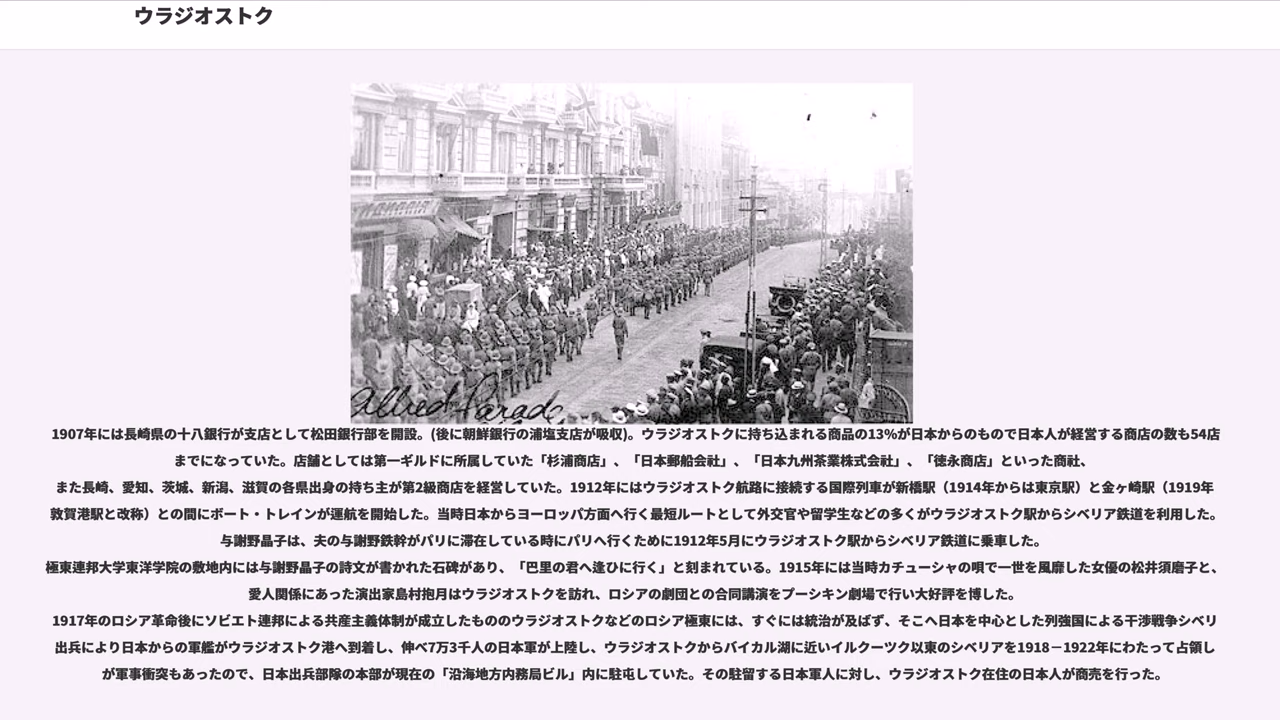 ウラジオストク
Allied Parade
1907年には長崎県の十八銀行が支店として松田銀行部を開設。(後に朝鮮銀行の浦塩支店が吸収)。ウラジオストクに持ち込まれる商品の13%が日本からのもので日本人が経営する商店の数も54店
までになっていた。店舗としては第一ギルドに所属していた「杉浦商店」、「日本郵船会社」、「日本九州茶業株式会社」、「徳永商店」といった商社、
また長崎、愛知、茨城、新潟、滋賀の各県出身の持ち主が第2級商店を経営していた。1912年にはウラジオストク航路に接続する国際列車が新橋駅（1914年からは東京駅）と金ヶ崎駅（1919年
敦賀港駅と改称）との間にボート・トレインが運航を開始した。当時日本からヨーロッパ方面へ行く最短ルートとして外交官や留学生などの多くがウラジオストク駅からシベリア鉄道を利用した。
与謝野晶子は、夫の与謝野鉄幹がパリに滞在している時にパリへ行くために1912年5月にウラジオストク駅からシベリア鉄道に乗車した。
極東連邦大学東洋学院の敷地内には与謝野晶子の詩文が書かれた石碑があり、「巴里の君へ逢ひに行く」と刻まれている。1915年には当時カチューシャの唄で一世を風靡した女優の松井須磨子と、
愛人関係にあった演出家島村抱月はウラジオストクを訪れ、ロシアの劇団との合同講演をプーシキン劇場で行い大好評を博した。
1917年のロシア革命後にソビエト連邦による共産主義体制が成立したもののウラジオストクなどのロシア極東には、すぐには統治が及ばず、そこへ日本を中心とした列強国による干渉戦争シベリ
出兵により日本からの軍艦がウラジオストク港へ到着し、伸べ7万3千人の日本軍が上陸し、ウラジオストクからバイカル湖に近いイルクーツク以東のシベリアを1918－1922年にわたって占領し
が軍事衝突もあったので、日本出兵部隊の本部が現在の「沿海地方内務局ビル」内に駐屯していた。その駐留する日本軍人に対し、ウラジオストク在住の日本人が商売を行った。